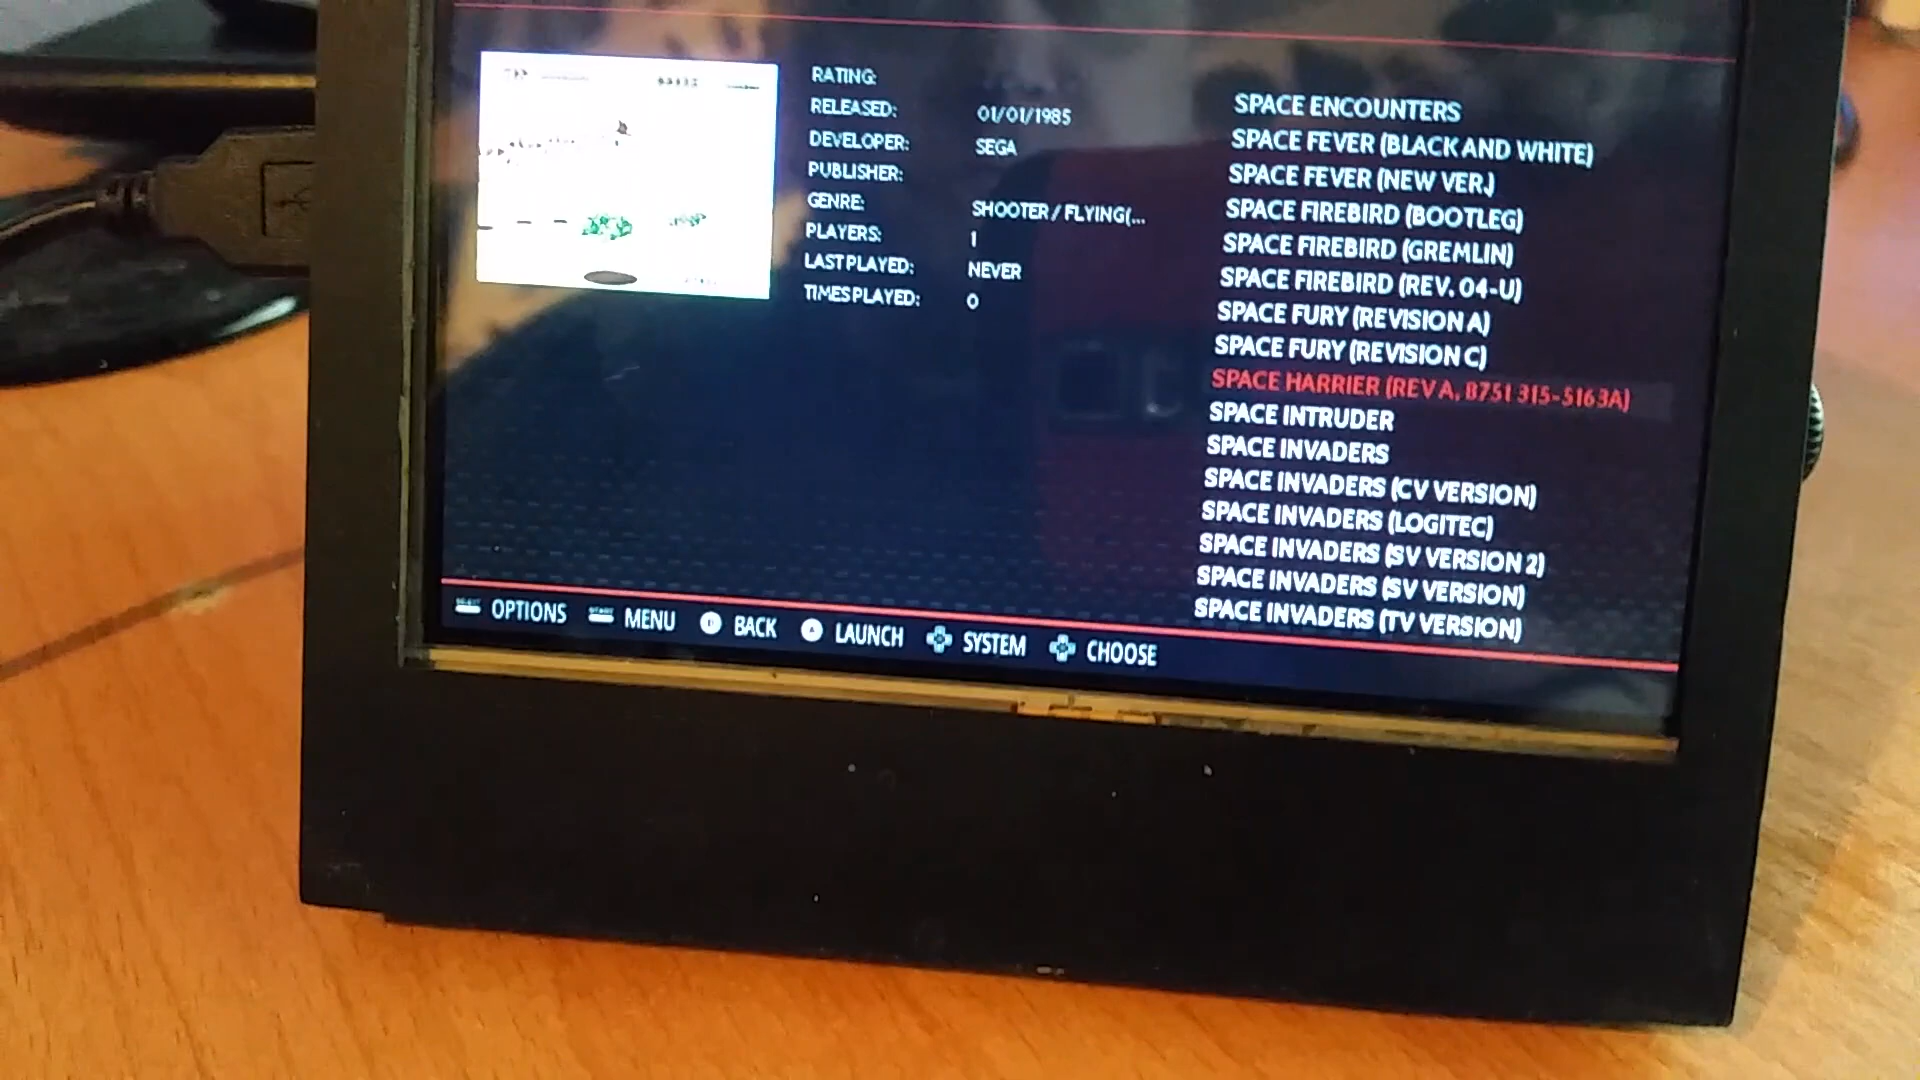 RATING:
RELEASED: 01/01/1985
DEVELOPER: SEGA
PUBLISHER:
GENRE: SHOOTER / FLYING(...
PLAYERS: 1
LAST PLAYED: NEVER
TIMES PLAYED: 0
SPACE ENCOUNTERS
SPACE FEVER (BLACK AND WHITE)
SPACE FEVER (NEW VER.)
SPACE FIREBIRD (BOOTLEG)
SPACE FIREBIRD (GREMLIN)
SPACE FIREBIRD (REV. 04-U)
SPACE FURY (REVISION A)
SPACE FURY (REVISION C)
SPACE HARRIER (REV A, 8751 315-5163A)
SPACE INTRUDER
SPACE INVADERS
SPACE INVADERS (CV VERSION)
SPACE INVADERS (LOGITEC)
SPACE INVADERS (SV VERSION 2)
SPACE INVADERS (SV VERSION)
SPACE INVADERS (TV VERSION)
SELECT OPTIONS START MENU B BACK A LAUNCH SYSTEM CHOOSE